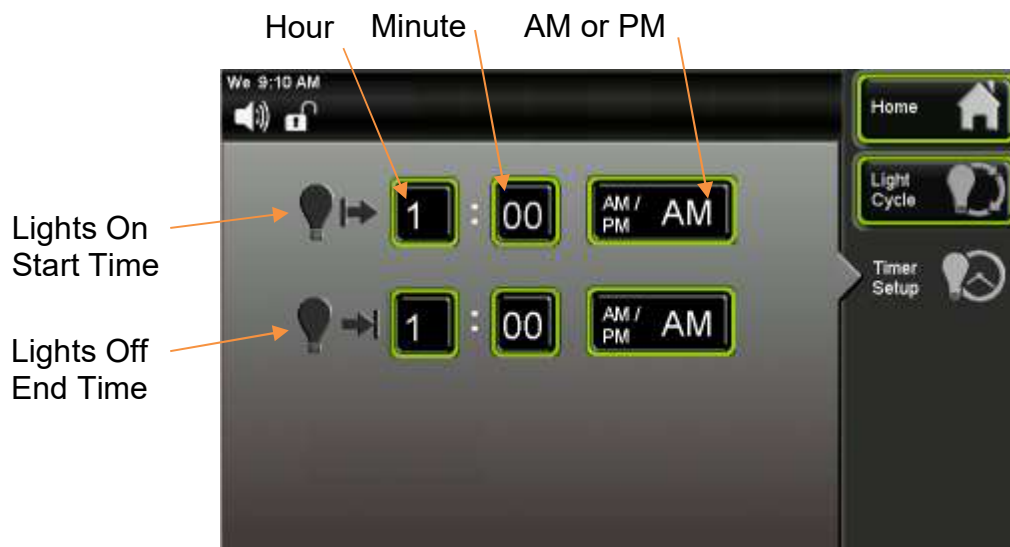 Hour Minute AM or PM
We 9:10 AM
Home
Light
Cycle
Lights On
Start Time
1 : 00 AM /
PM AM
Timer
Setup
Lights Off
End Time
1 : 00 AM /
PM AM